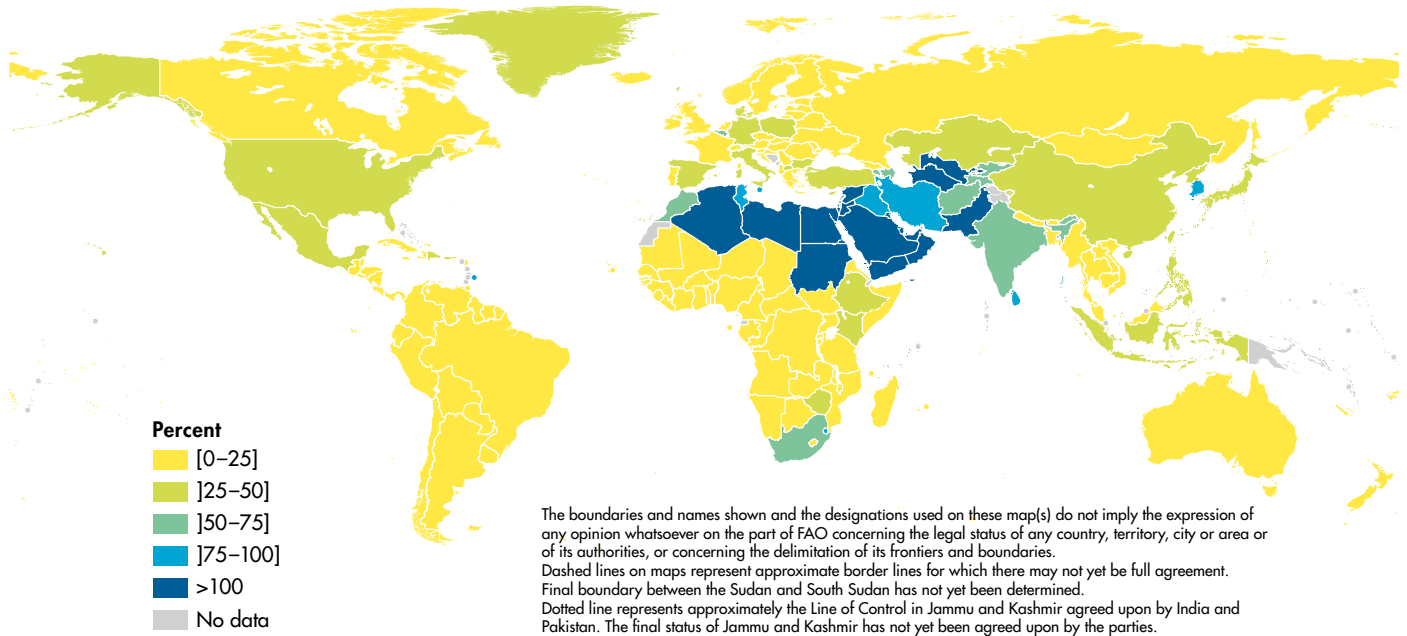 Percent
[0–25]
]25–50]
]50–75]
]75–100]
>100
No data
The boundaries and names shown and the designations used on these map(s) do not imply the expression of
any opinion whatsoever on the part of FAO concerning the legal status of any country, territory, city or area or
of its authorities, or concerning the delimitation of its frontiers and boundaries.
Dashed lines on maps represent approximate border lines for which there may not yet be full agreement.
Final boundary between the Sudan and South Sudan has not yet been determined.
Dotted line represents approximately the Line of Control in Jammu and Kashmir agreed upon by India and
Pakistan. The final status of Jammu and Kashmir has not yet been agreed upon by the parties.